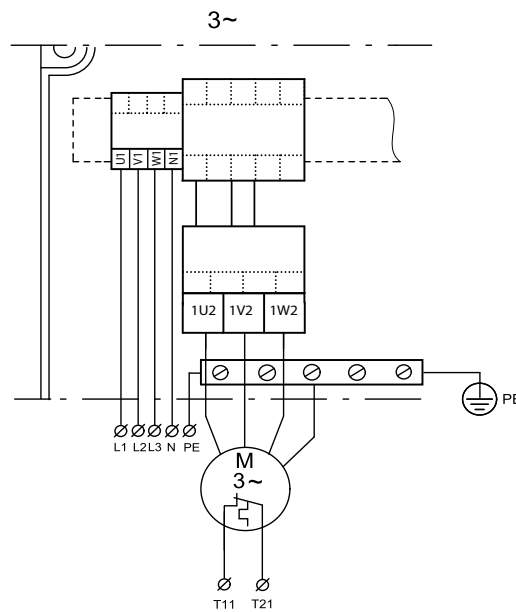 3~
U1 V1 W1 N1
1U2 1V2 1W2
PE
L1 L2 L3 N PE
M
3~
T11 T21